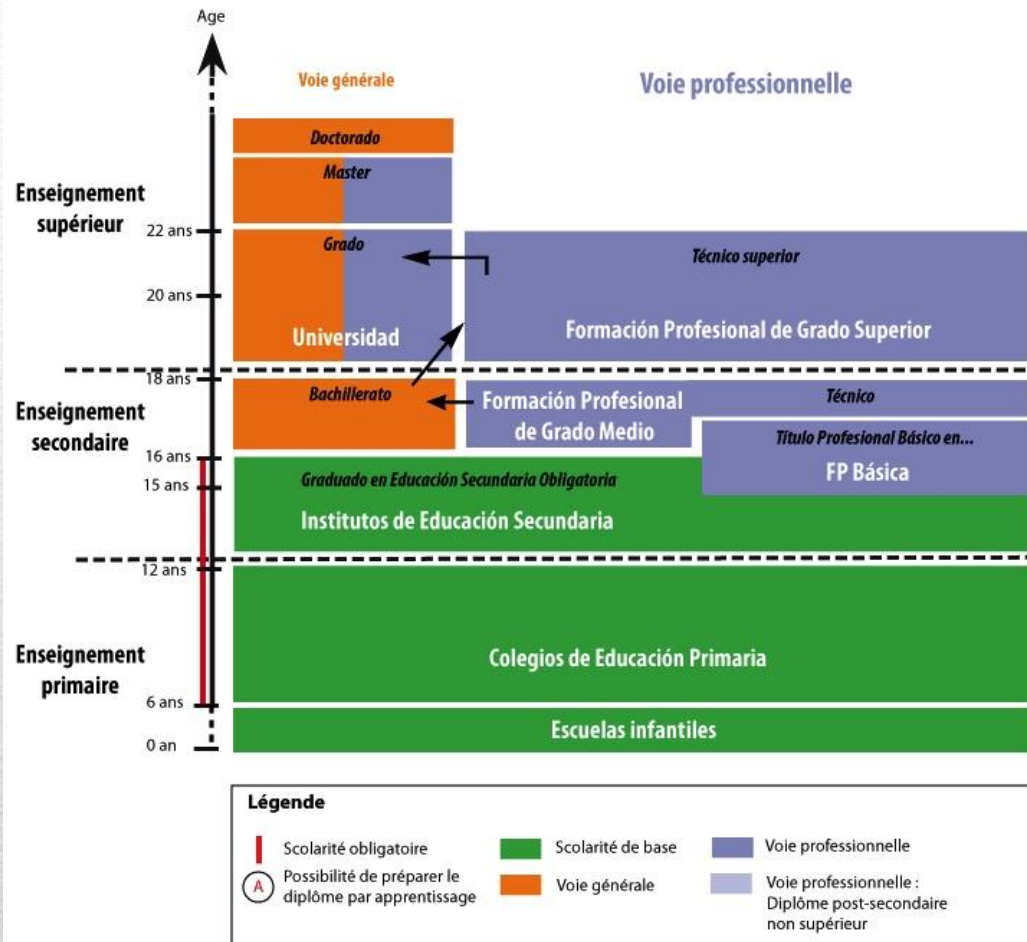 Age
Voie générale
Voie professionnelle
Doctorado
Master
Enseignement
supérieur
22 ans
Grado
Técnico superior
20 ans
Universidad
Formación Profesional de Grado Superior
18 ans
Enseignement
secondaire
Bachillerato
Formación Profesional
de Grado Medio
Técnico
Título Profesional Básico en...
FP Básica
16 ans
15 ans
Graduado en Educación Secundaria Obligatoria
Institutos de Educación Secundaria
12 ans
Enseignement
primaire
Colegios de Educación Primaria
6 ans
Escuelas infantiles
0 an
Légende
Scolarité obligatoire
A
Possibilité de préparer le
diplôme par apprentissage
Scolarité de base
Voie générale
Voie professionnelle
Voie professionnelle :
Diplôme post-secondaire
non supérieur